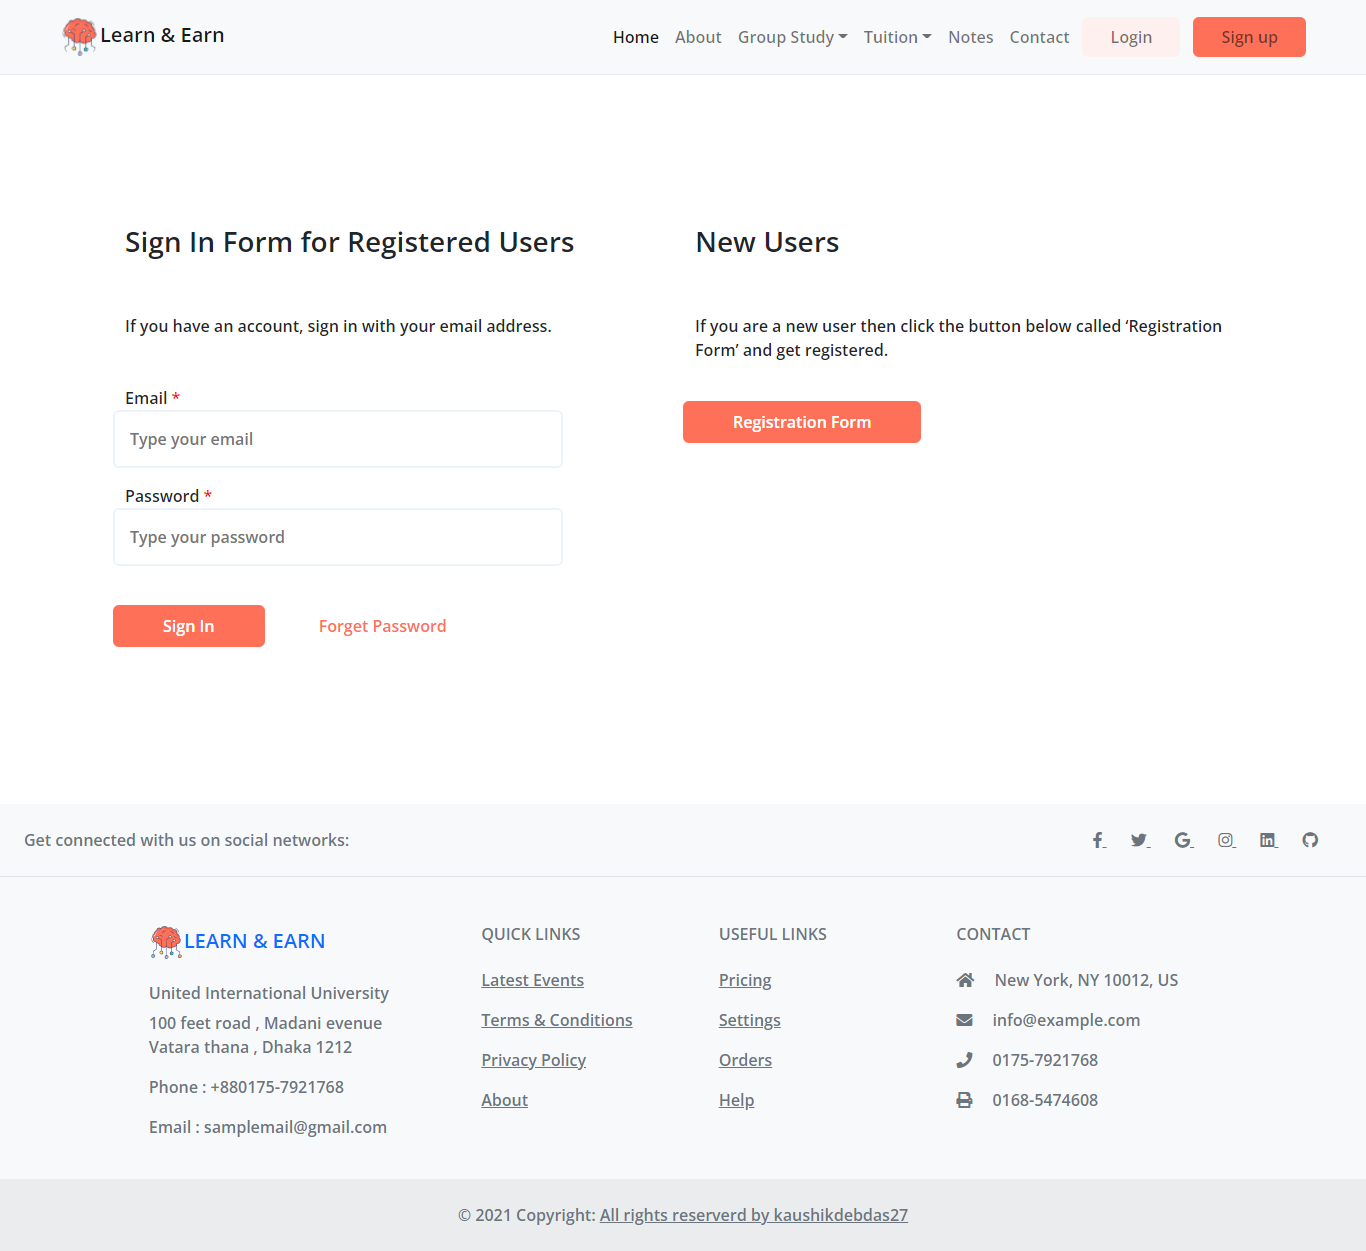 Learn & Earn
Home About Group Study Tuition Notes Contact Login Sign up
Sign In Form for Registered Users
If you have an account, sign in with your email address.
Email *
Type your email
Password *
Type your password
Sign In Forget Password
New Users
If you are a new user then click the button below called ‘Registration
Form’ and get registered.
Registration Form
Get connected with us on social networks:
LEARN & EARN
United International University
100 feet road , Madani evenue
Vatara thana , Dhaka 1212
Phone : +880175-7921768
Email : samplemail@gmail.com
QUICK LINKS
Latest Events
Terms & Conditions
Privacy Policy
About
USEFUL LINKS
Pricing
Settings
Orders
Help
CONTACT
New York, NY 10012, US
info@example.com
0175-7921768
0168-5474608
© 2021 Copyright: All rights reserverd by kaushikdebdas27